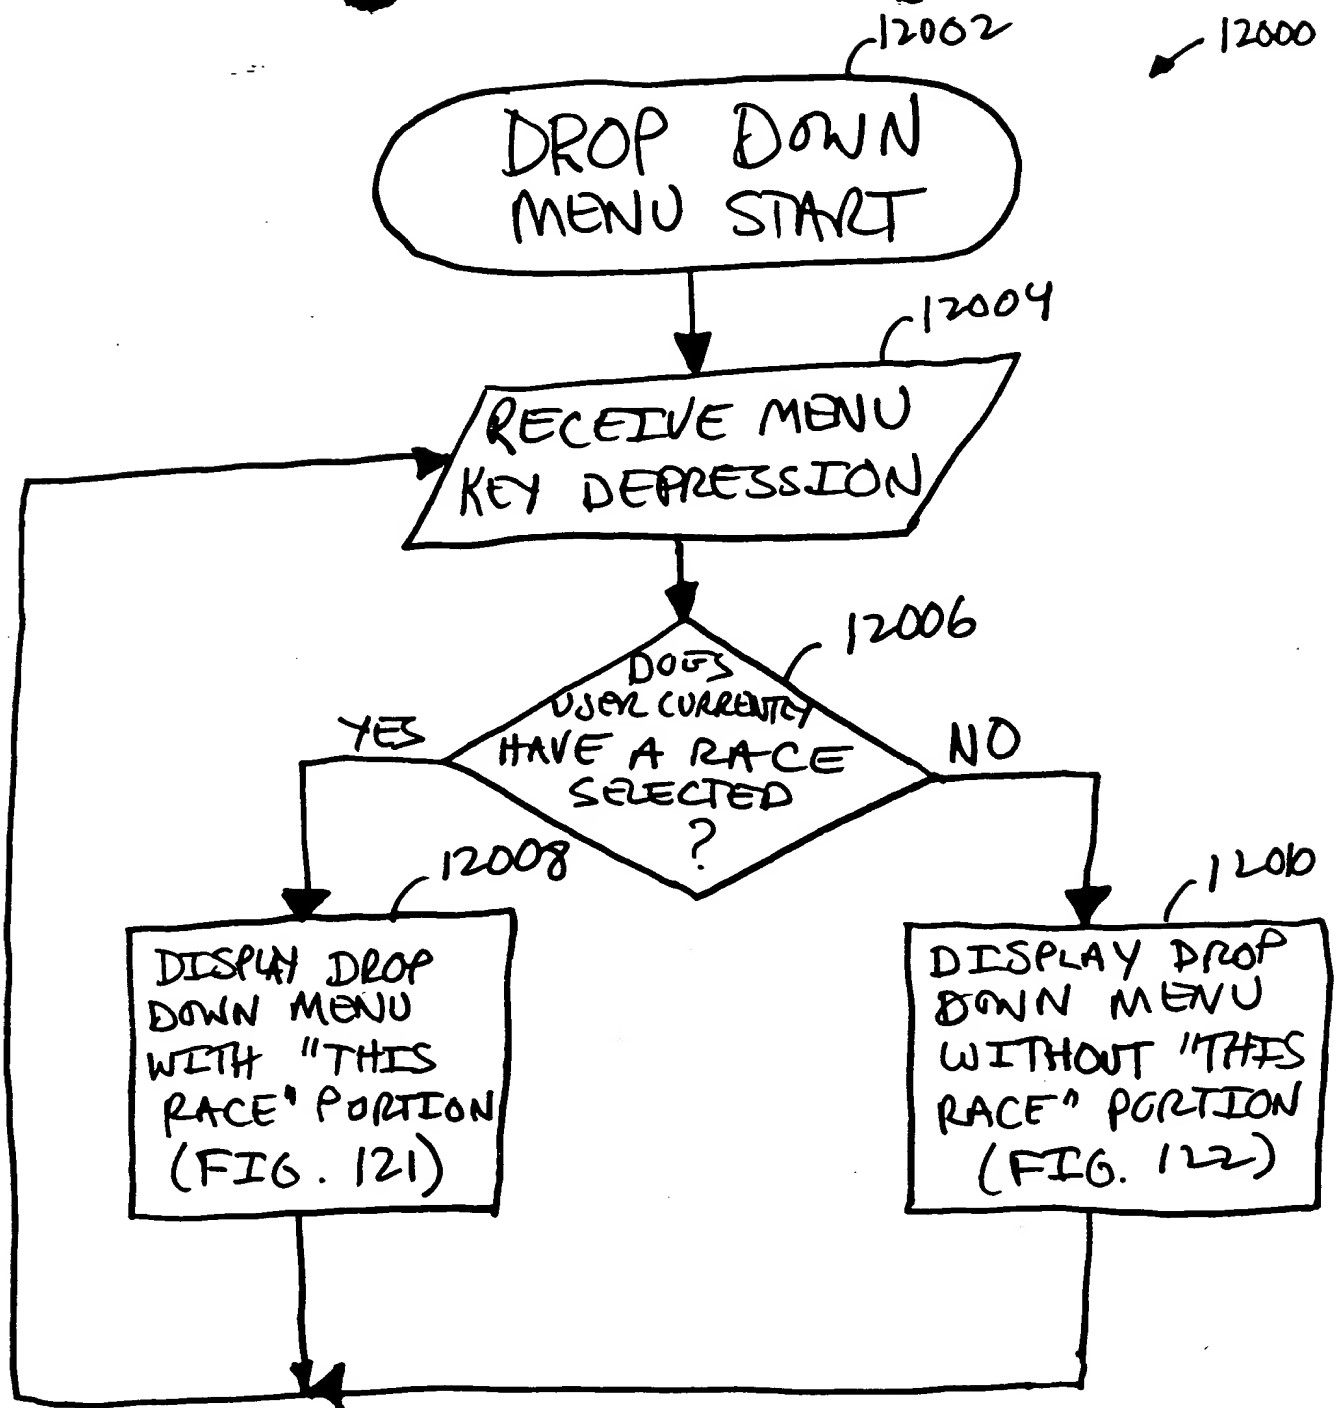 12002
12000
DROP DOWN
MENU START
12004
RECEIVE MENU
KEY DEPRESSION
12006
DOES
USER CURRENTLY
HAVE A RACE
SELECTED
?
YES
NO
12008
12010
DISPLAY DROP
DOWN MENU
WITH "THIS
RACE" PORTION
(FIG. 121)
DISPLAY DROP
DOWN MENU
WITHOUT "THIS
RACE" PORTION
(FIG. 122)